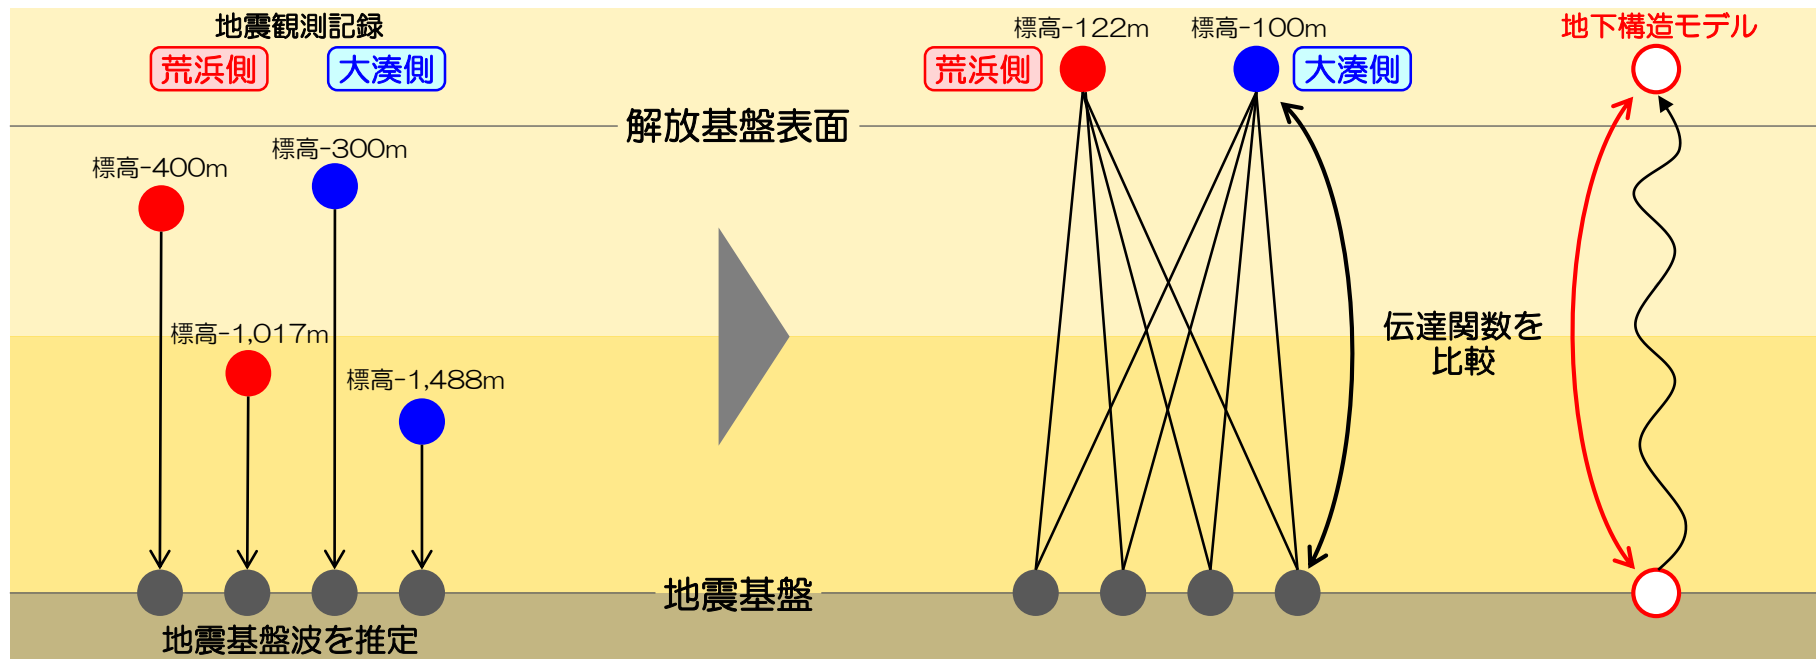 地震観測記録
荒浜側
大湊側
標高-400m
標高-300m
標高-1,017m
標高-1,488m
地震基盤波を推定
解放基盤表面
地震基盤
標高-122m
標高-100m
荒浜側
大湊側
伝達関数を
比較
地下構造モデル